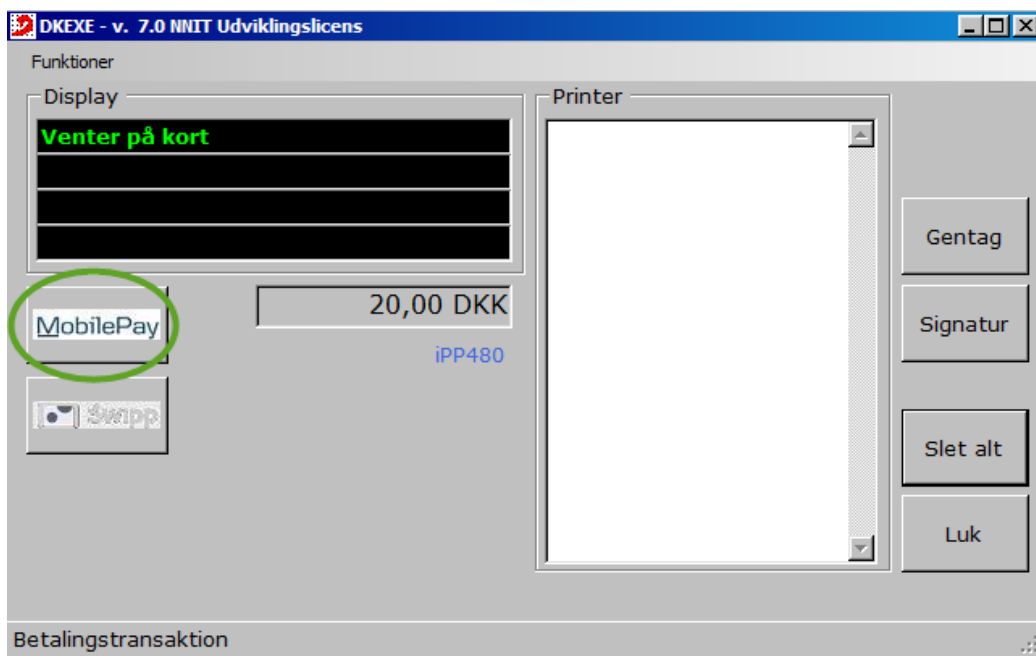 DKEXE - v. 7.0 NNIT Udviklingslicens
Funktioner
Display
Venter på kort
Printer
Gentag
MobilePay
20,00 DKK
Signatur
iPP480
Swipp
Slet alt
Luk
Betalingstransaktion